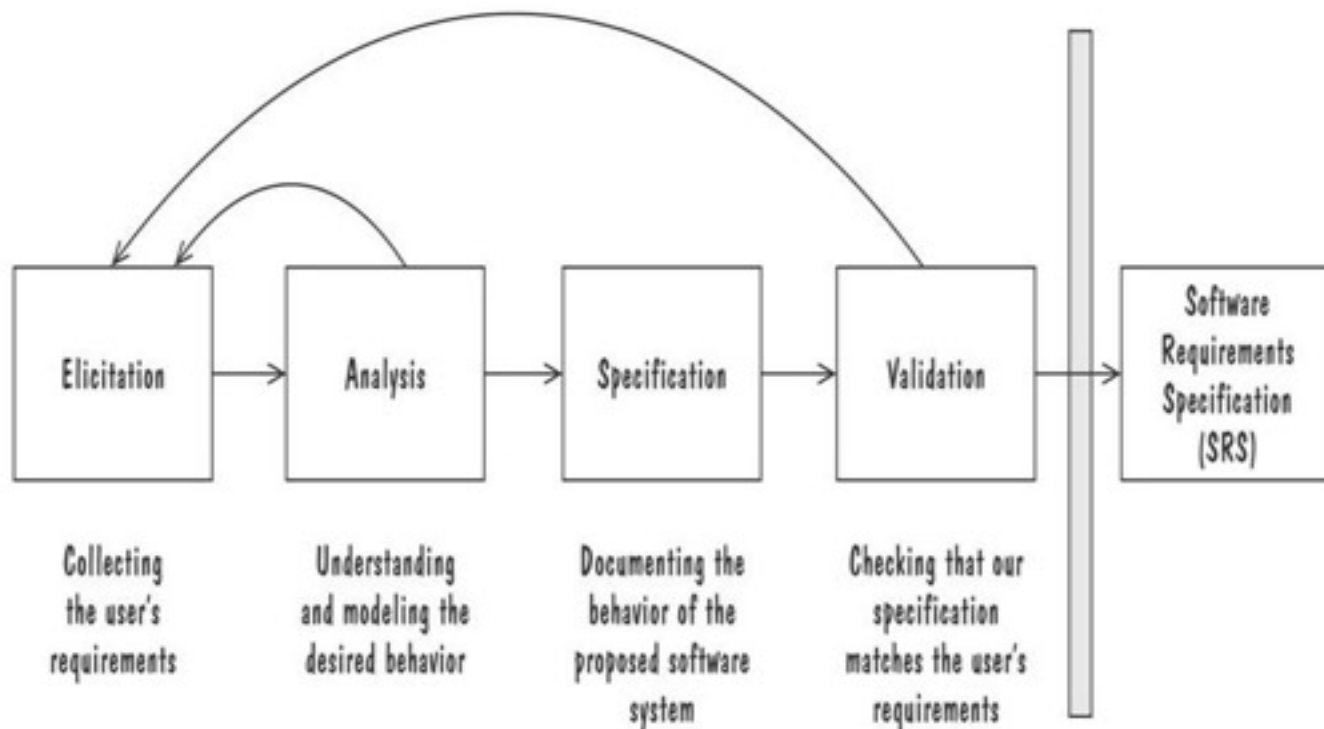 Elicitation
Analysis
Specification
Validation
Software
Requirements
Specification
(SRS)
Collecting
the user's
requirements
Understanding
and modeling the
desired behavior
Documenting the
behavior of the
proposed software
system
Checking that our
specification
matches the user's
requirements